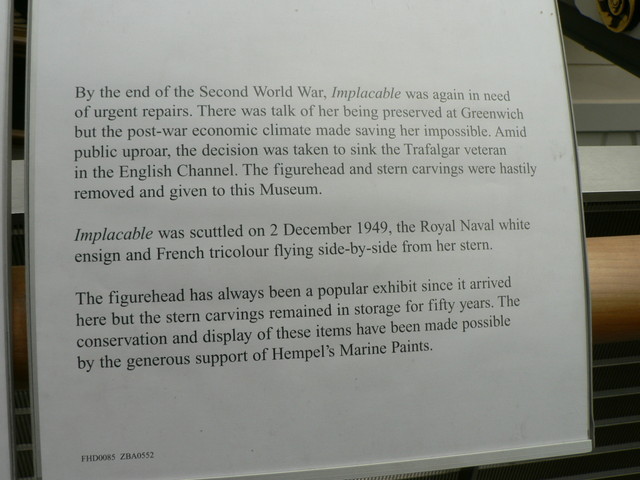 By the end of the Second World War, Implacable was again in need
of urgent repairs. There was talk of her being preserved at Greenwich
but the post-war economic climate made saving her impossible. Amid
public uproar, the decision was taken to sink the Trafalgar veteran
in the English Channel. The figurehead and stern carvings were hastily
removed and given to this Museum.
Implacable was scuttled on 2 December 1949, the Royal Naval white
ensign and French tricolour flying side-by-side from her stern.
The figurehead has always been a popular exhibit since it arrived
here but the stern carvings remained in storage for fifty years. The
conservation and display of these items have been made possible
by the generous support of Hempel's Marine Paints.
FHD0085 ZBA0552